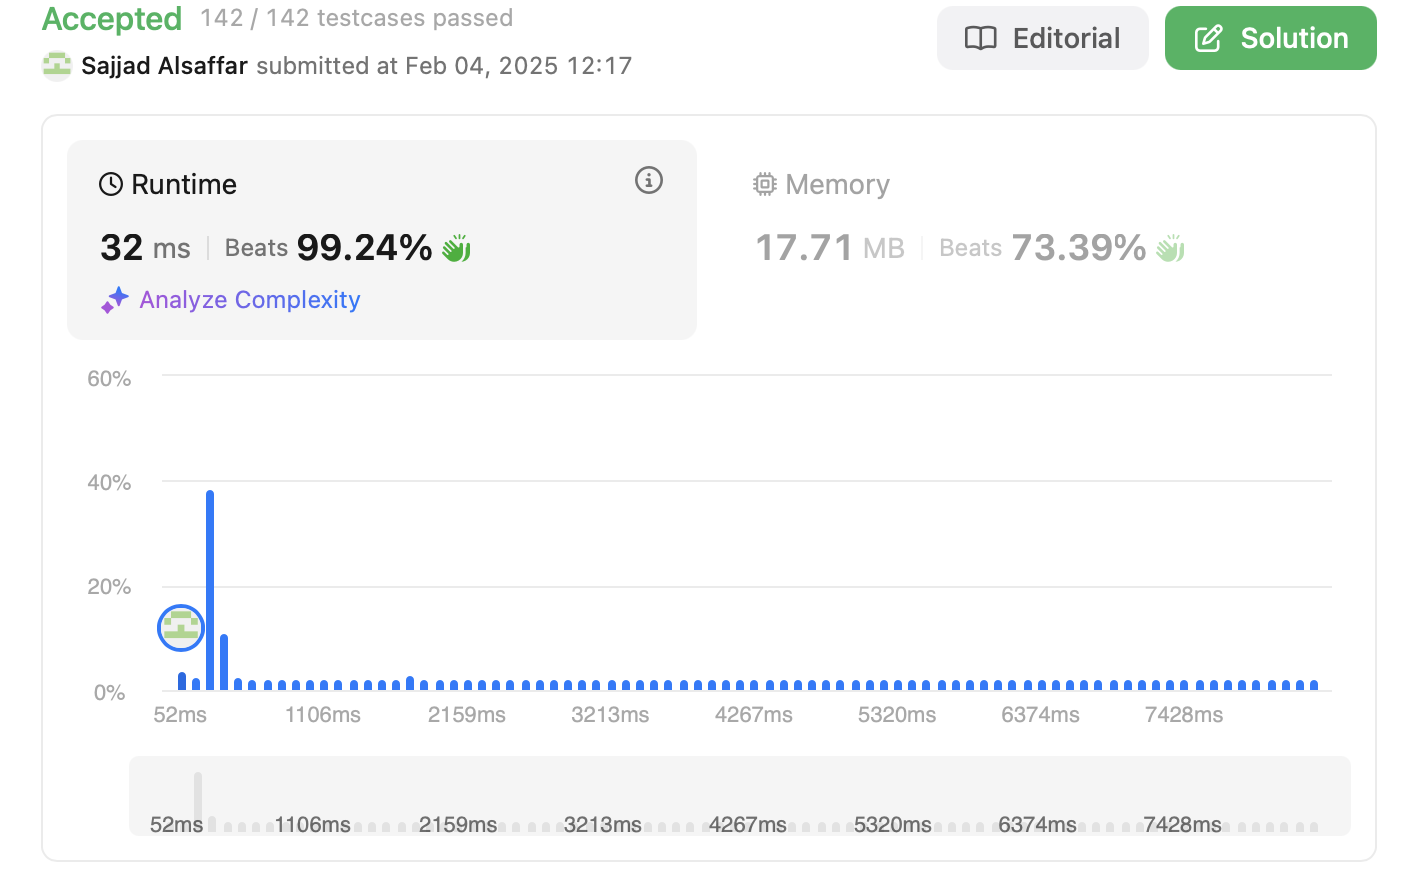 Accepted 142 / 142 testcases passed
Editorial
Solution
Sajjad Alsaffar submitted at Feb 04, 2025 12:17
Runtime
32 ms Beats 99.24%
Analyze Complexity
Memory
17.71 MB Beats 73.39%
60%
40%
20%
0%
52ms 1106ms 2159ms 3213ms 4267ms 5320ms 6374ms 7428ms
52ms 1106ms 2159ms 3213ms 4267ms 5320ms 6374ms 7428ms